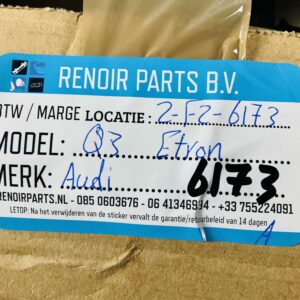 RENOIR PARTS B.V.
BTW / MARGE LOCATIE : 2-F2-6173
MODEL: Q3 Etron
MERK: Audi 6173
RENOIRPARTS.NL - 085 0603676 - 06 41346994 - +33 755224091
LETOP: Na het verwijderen van de sticker vervalt de garantie/retourbeleid van 14 dagen
A